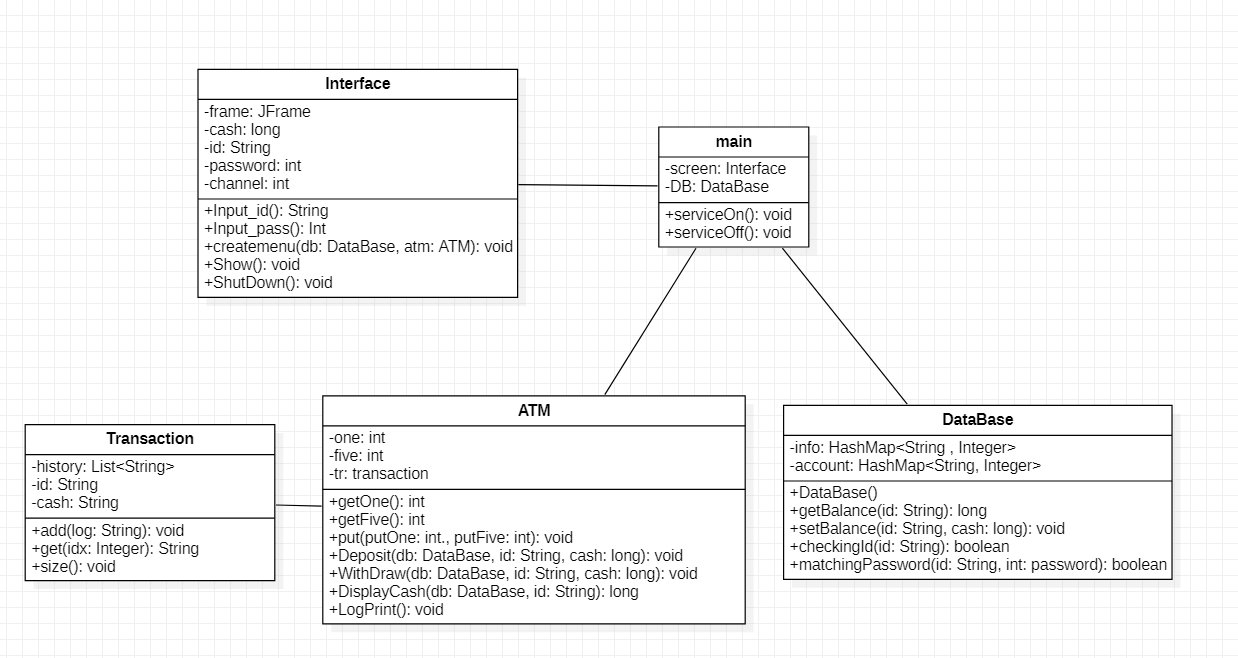 Interface
-frame: JFrame
-cash: long
-id: String
-password: int
-channel: int
+Input_id(): String
+Input_pass(): Int
+createmenu(db: DataBase, atm: ATM): void
+Show(): void
+ShutDown(): void
main
-screen: Interface
-DB: DataBase
+serviceOn(): void
+serviceOff(): void
Transaction
-history: List<String>
-id: String
-cash: String
+add(log: String): void
+get(idx: Integer): String
+size(): void
ATM
-one: int
-five: int
-tr: transaction
+getOne(): int
+getFive(): int
+put(putOne: int., putFive: int): void
+Deposit(db: DataBase, id: String, cash: long): void
+WithDraw(db: DataBase, id: String, cash: long): void
+DisplayCash(db: DataBase, id: String): long
+LogPrint(): void
DataBase
-info: HashMap<String , Integer>
-account: HashMap<String, Integer>
+DataBase()
+getBalance(id: String): long
+setBalance(id: String, cash: long): void
+checkingId(id: String): boolean
+matchingPassword(id: String, int: password): boolean